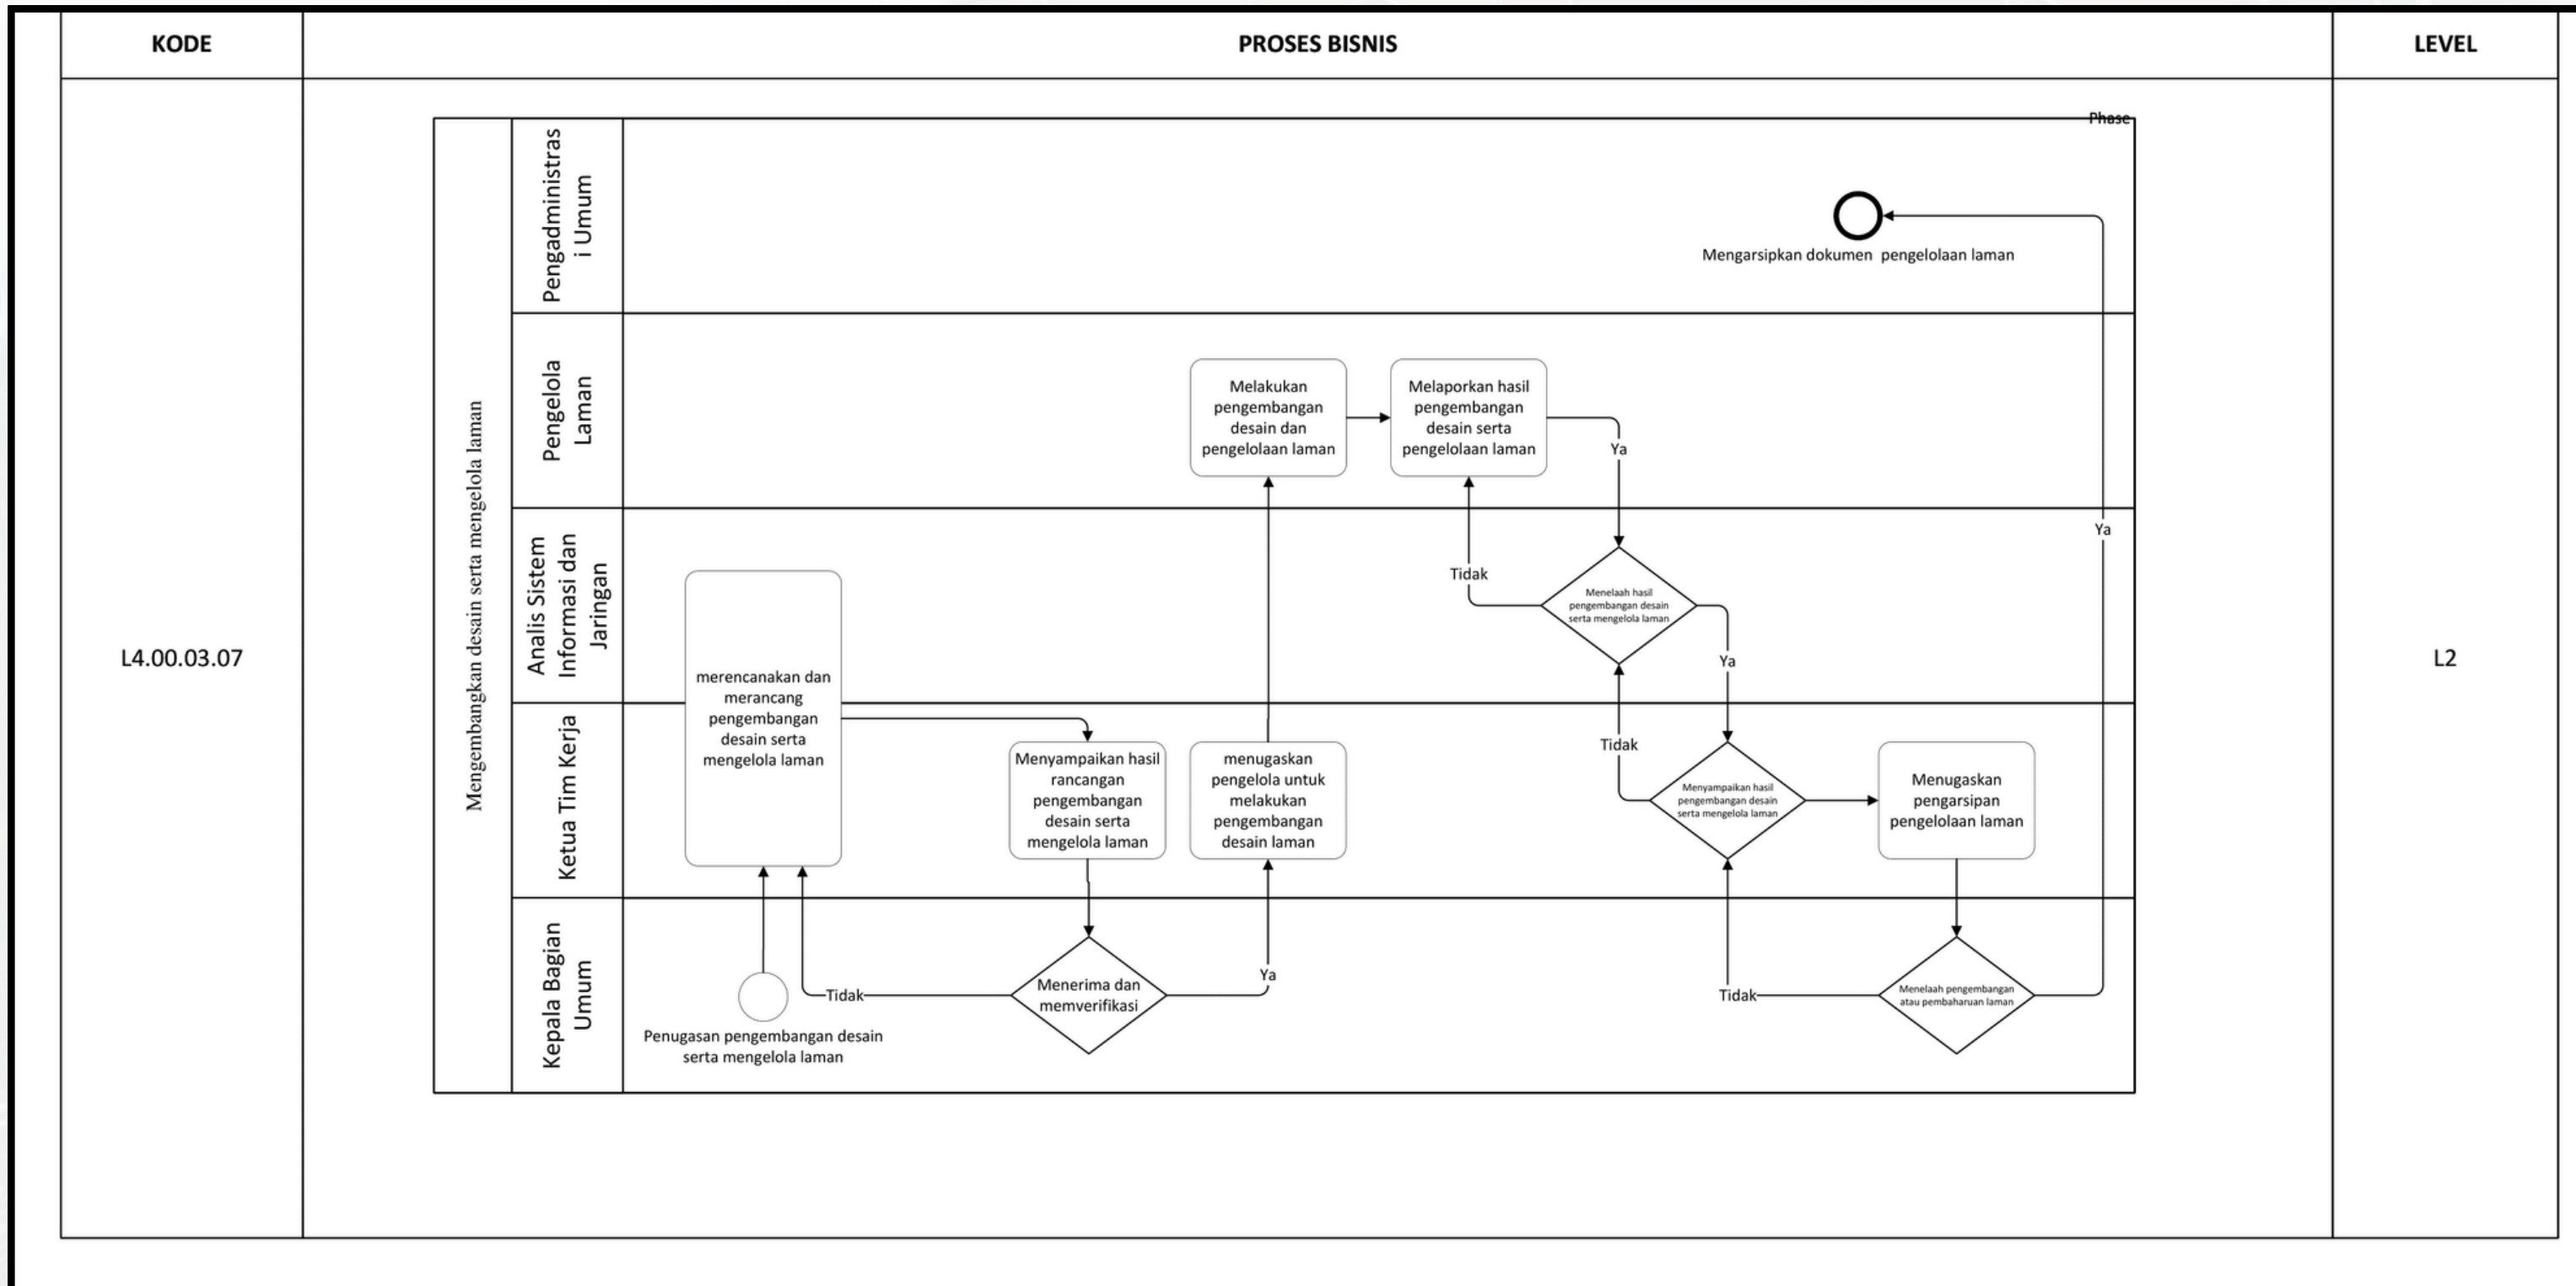 KODE
PROSES BISNIS
LEVEL
L4.00.03.07
L2
Phase
Mengembangkan desain serta mengelola laman
Pengadministras
i Umum
Mengarsipkan dokumen  pengelolaan laman
Pengelola
Laman
Melakukan
pengembangan
desain dan
pengelolaan laman
Melaporkan hasil
pengembangan
desain serta
pengelolaan laman
Ya
Analis Sistem
Informasi dan
Jaringan
merencanakan dan
merancang
pengembangan
desain serta
mengelola laman
Tidak
Menelaah hasil
pengembangan desain
serta mengelola laman
Ya
Ya
Ketua Tim Kerja
Menyampaikan hasil
rancangan
pengembangan
desain serta
mengelola laman
menugaskan
pengelola untuk
melakukan
pengembangan
desain laman
Tidak
Menyampaikan hasil
pengembangan desain
serta mengelola laman
Menugaskan
pengarsipan
pengelolaan laman
Kepala Bagian
Umum
Penugasan pengembangan desain
serta mengelola laman
Tidak
Menerima dan
memverifikasi
Ya
Tidak
Menelaah pengembangan
atau pembaharuan laman